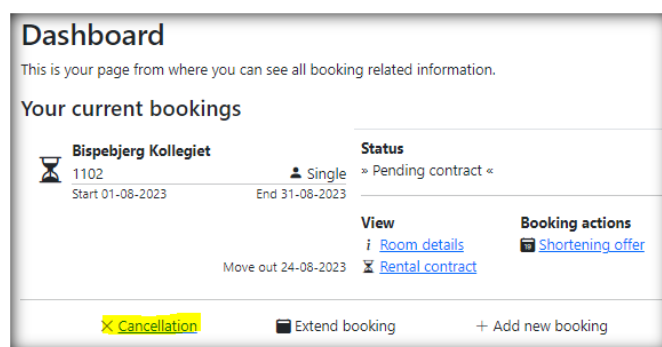 Dashboard
This is your page from where you can see all booking related information.
Your current bookings
Bispebjerg Kollegiet
1102 Single
Start 01-08-2023 End 31-08-2023
Move out 24-08-2023
Status
» Pending contract «
View
i Room details
Rental contract
Booking actions
19 Shortening offer
Cancellation Extend booking + Add new booking